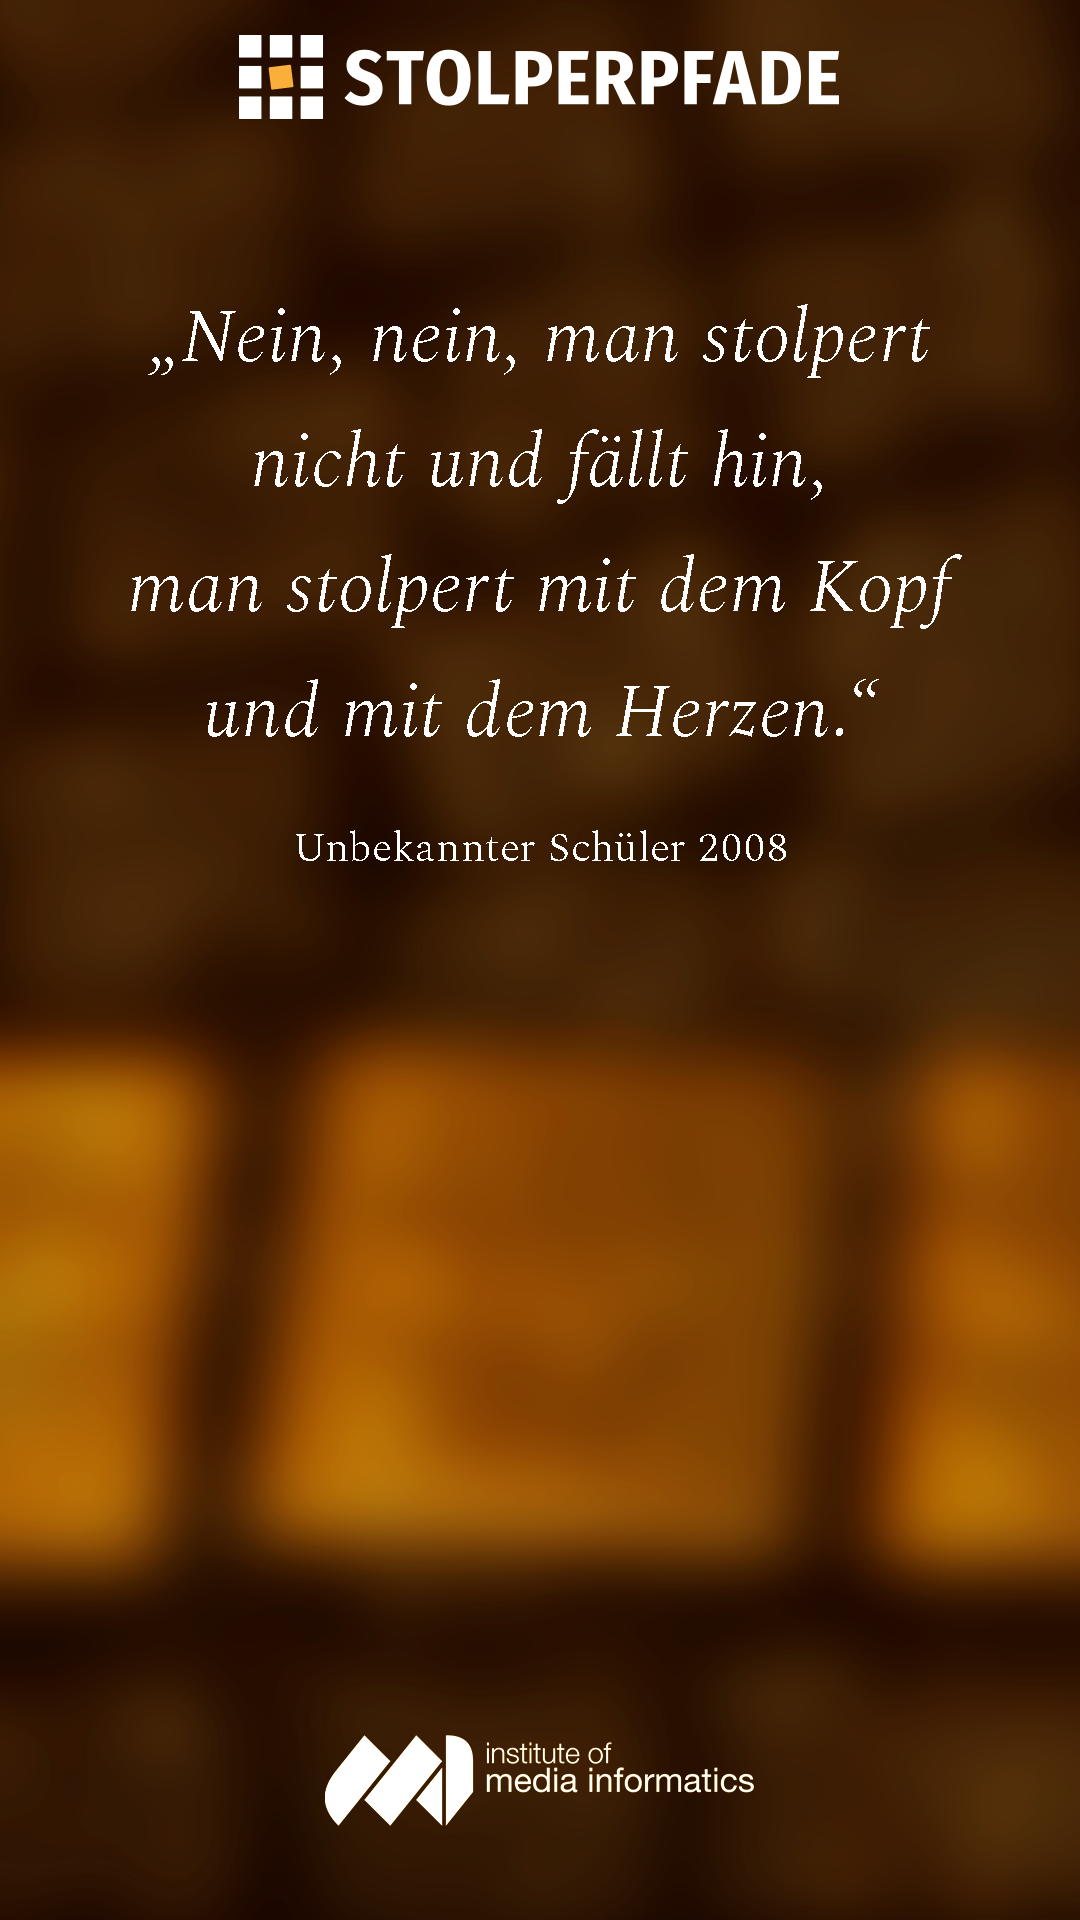 STOLPERPFADE
„Nein, nein, man stolpert
nicht und fällt hin,
man stolpert mit dem Kopf
und mit dem Herzen.“
Unbekannter Schüler 2008
institute of
media informatics